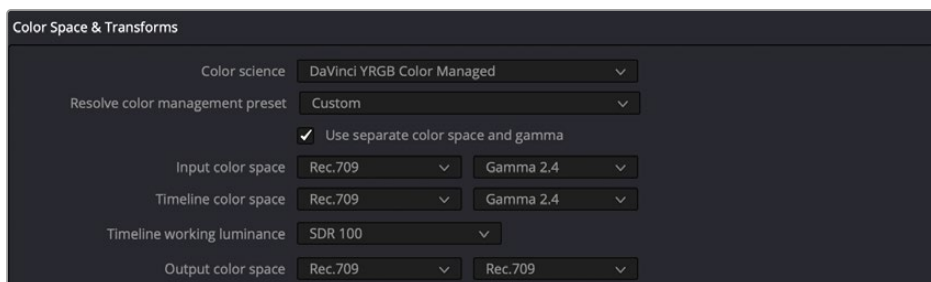 Color Space & Transforms
Color science DaVinci YRGB Color Managed
Resolve color management preset Custom
Use separate color space and gamma
Input color space Rec.709 Gamma 2.4
Timeline color space Rec.709 Gamma 2.4
Timeline working luminance SDR 100
Output color space Rec.709 Rec.709